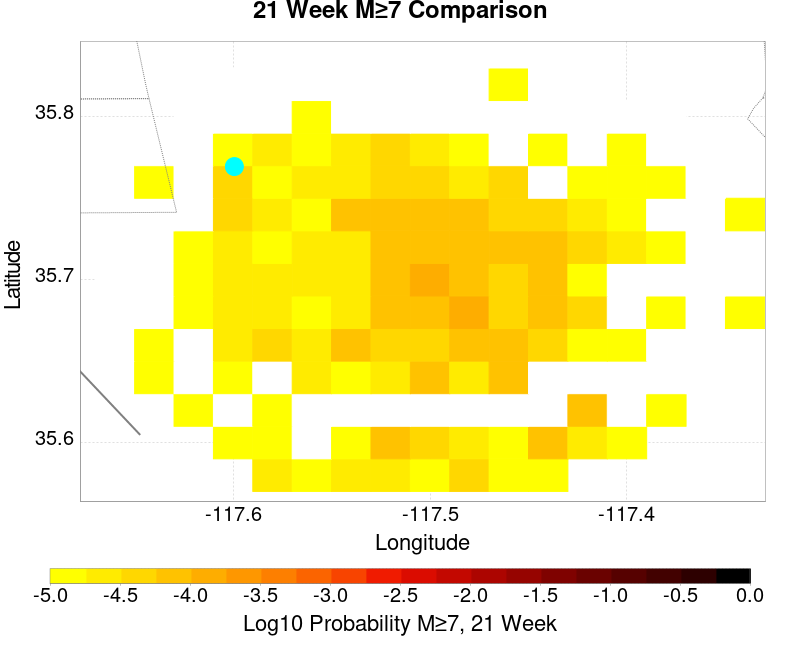 21 Week M≥7 Comparison
35.8
35.7
35.6
Latitude
-117.6 -117.5 -117.4
Longitude
-5.0 -4.5 -4.0 -3.5 -3.0 -2.5 -2.0 -1.5 -1.0 -0.5 0.0
Log10 Probability M≥7, 21 Week